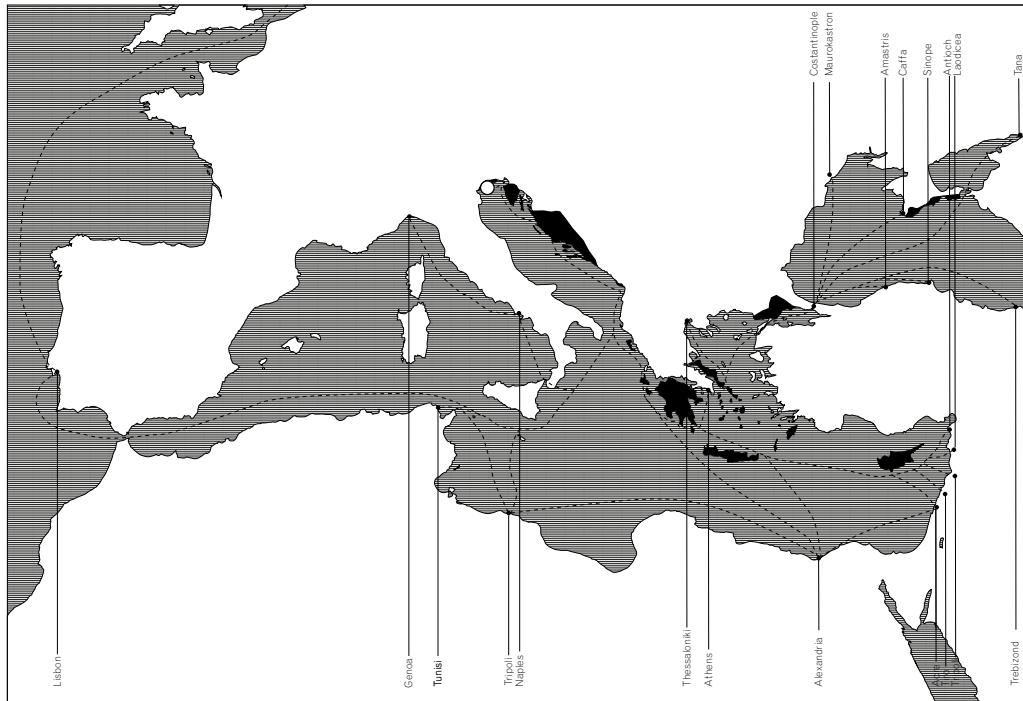 Costantinople
Maurokastron
Amastris
Caffa
Sinope
Antioch
Laodicea
Tana
Lisbon
Genoa
Tunisi
Tripoli
Naples
Thessaloniki
Athens
Alexandria
Trebizond